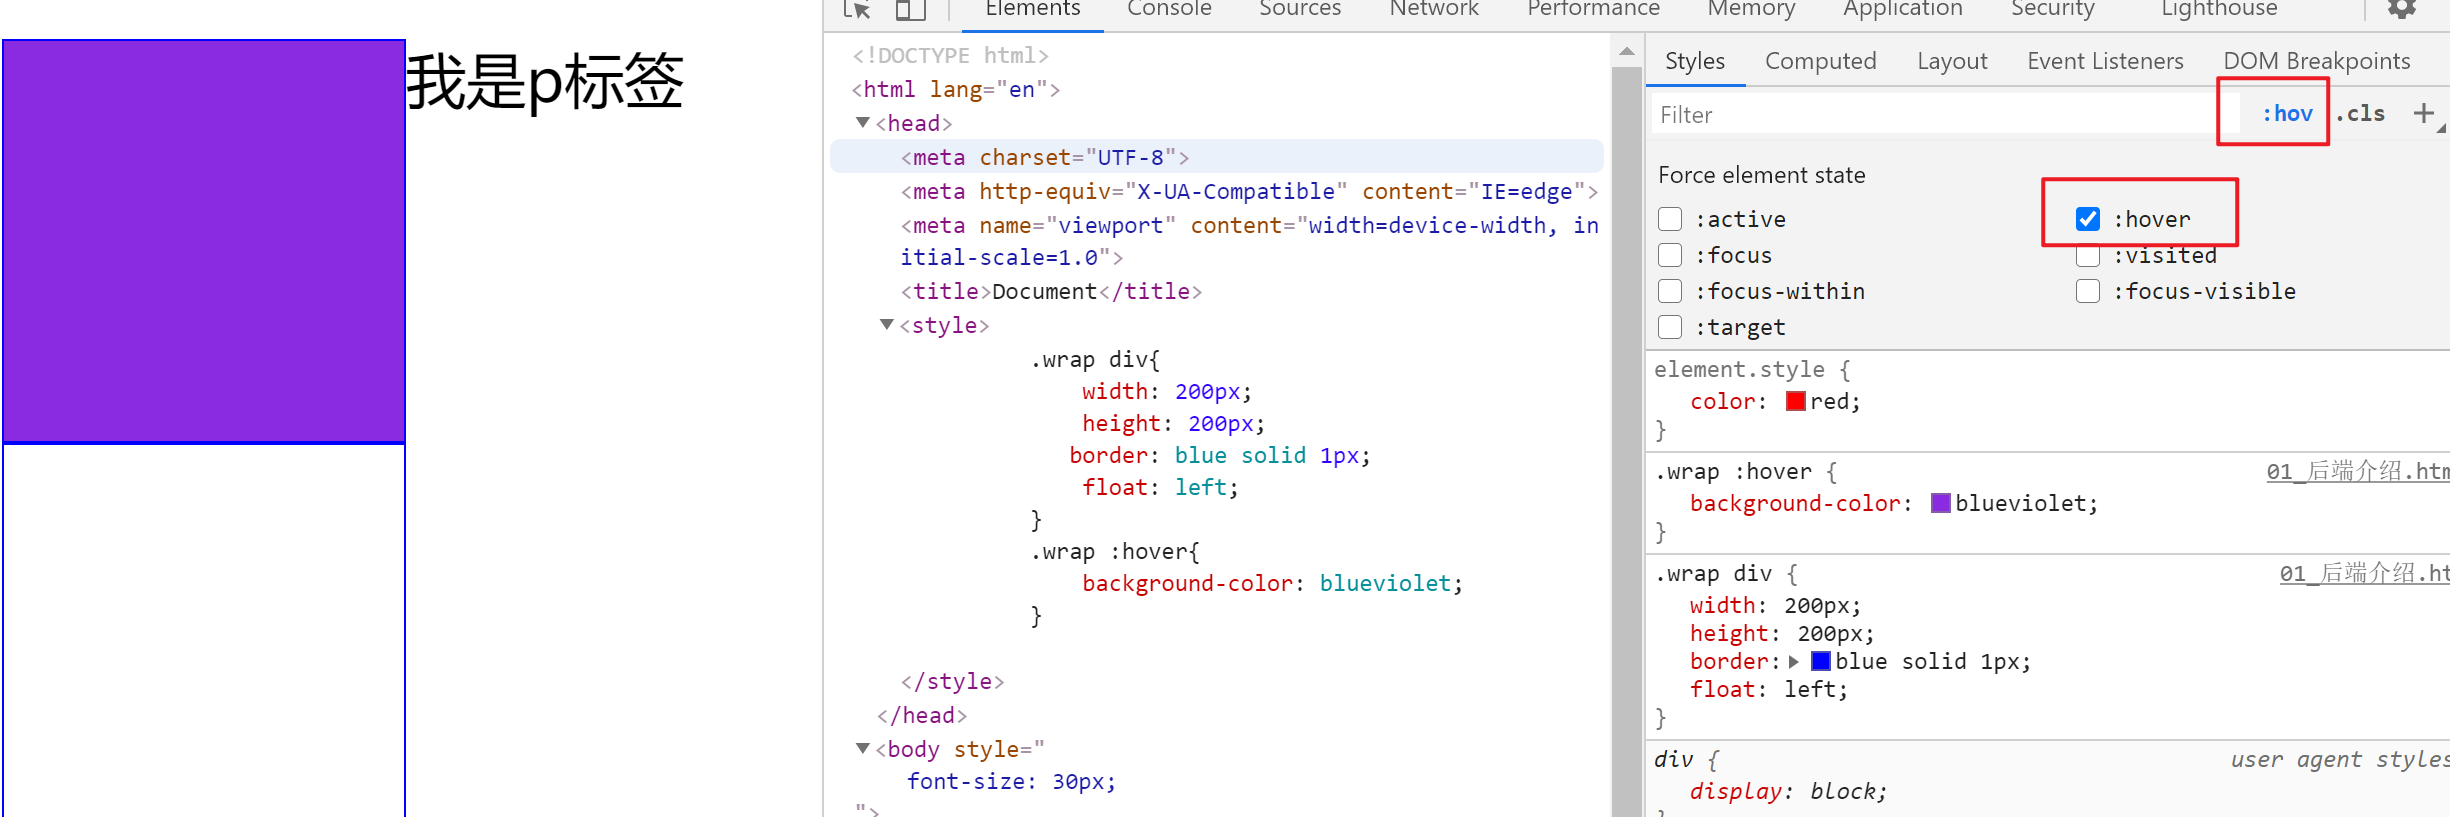 我是p标签
Elements Console Sources Network Performance Memory Application Security Lighthouse
<!DOCTYPE html>
<html lang="en">
<head>
<meta charset="UTF-8">
<meta http-equiv="X-UA-Compatible" content="IE=edge">
<meta name="viewport" content="width=device-width, in
itial-scale=1.0">
<title>Document</title>
<style>
.wrap div{
width: 200px;
height: 200px;
border: blue solid 1px;
float: left;
}
.wrap :hover{
background-color: blueviolet;
}
</style>
</head>
<body style="
font-size: 30px;
">
Styles Computed Layout Event Listeners DOM Breakpoints
Filter :hov .cls +
Force element state
:active :hover
:focus :visited
:focus-within :focus-visible
:target
element.style {
color: red;
}
.wrap :hover { 01_后端介绍.htm
background-color: blueviolet;
}
.wrap div { 01_后端介绍.ht
width: 200px;
height: 200px;
border: blue solid 1px;
float: left;
}
div { user agent styles
display: block;
}